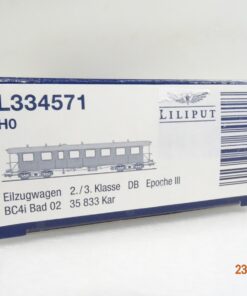 L334571
H0
LILIPUT
Eilzugwagen 2./3. Klasse DB Epoche III
BC4i Bad 02 35 833 Kar
23